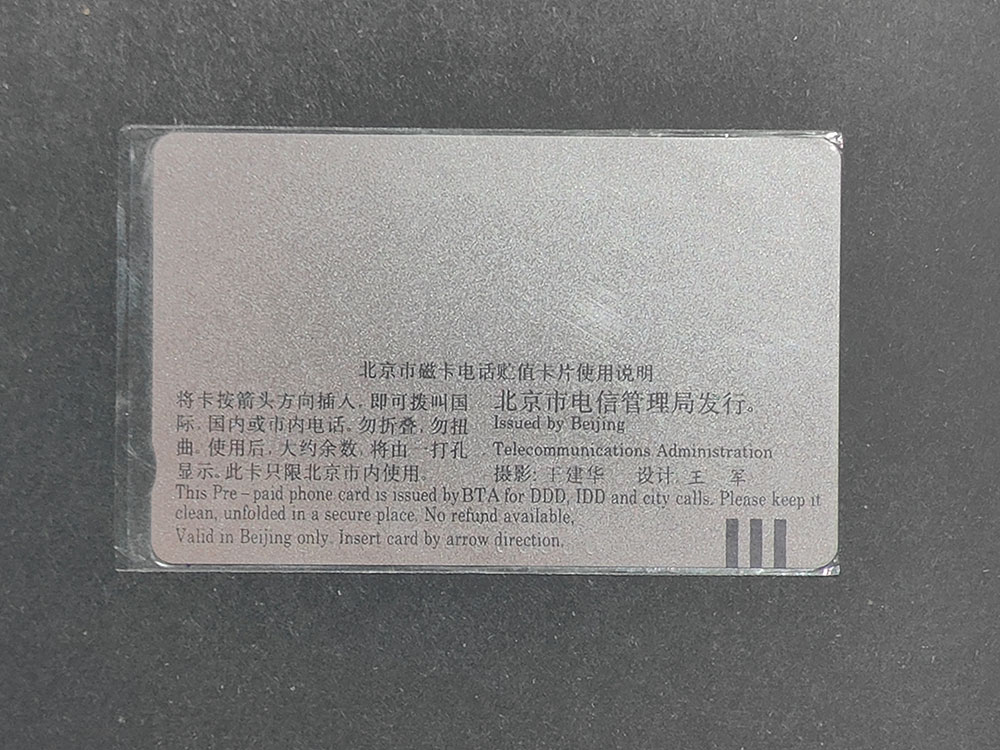 北京市磁卡电话贮值卡片使用说明
将卡按箭头方向插入，即可拨叫国
际、国内或市内电话。勿折叠，勿扭
曲。使用后，大约余数，将由一打孔
显示。此卡只限北京市内使用。
北京市电信管理局发行。
Issued by Beijing
Telecommunications Administration
摄影：王建华 设计：王 军
This Pre-paid phone card is issued by BTA for DDD, IDD and city calls. Please keep it
clean, unfolded in a secure place. No refund available,
Valid in Beijing only. Insert card by arrow direction.